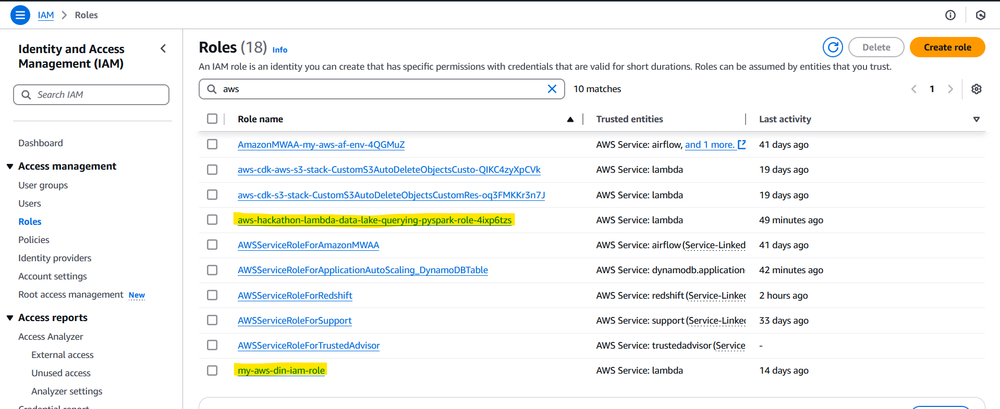 IAM > Roles
Identity and Access
Management (IAM)
Search IAM
Dashboard
Access management
User groups
Users
Roles
Policies
Identity providers
Account settings
Root access management New
Access reports
Access Analyzer
External access
Unused access
Analyzer settings
Credential report
Roles (18) Info
Delete
Create role
An IAM role is an identity you can create that has specific permissions with credentials that are valid for short durations. Roles can be assumed by entities that you trust.
aws
10 matches
1
Role name Trusted entities Last activity
AmazonMWAA-my-aws-af-env-4QGMuZ AWS Service: airflow, and 1 more. 41 days ago
aws-cdk-aws-s3-stack-CustomS3AutoDeleteObjectsCusto-QIKC4zyXpCVk AWS Service: lambda 19 days ago
aws-cdk-s3-stack-CustomS3AutoDeleteObjectsCustomRes-oq3FMKKr3n7J AWS Service: lambda 19 days ago
aws-hackathon-lambda-data-lake-querying-pyspark-role-4ixp6tzs AWS Service: lambda 49 minutes ago
AWSServiceRoleForAmazonMWAA AWS Service: airflow (Service-Linked 41 days ago
AWSServiceRoleForApplicationAutoScaling_DynamoDBTable AWS Service: dynamodb.application- 42 minutes ago
AWSServiceRoleForRedshift AWS Service: redshift (Service-Linked 2 hours ago
AWSServiceRoleForSupport AWS Service: support (Service-Linked 33 days ago
AWSServiceRoleForTrustedAdvisor AWS Service: trustedadvisor (Service -
my-aws-din-iam-role AWS Service: lambda 14 days ago